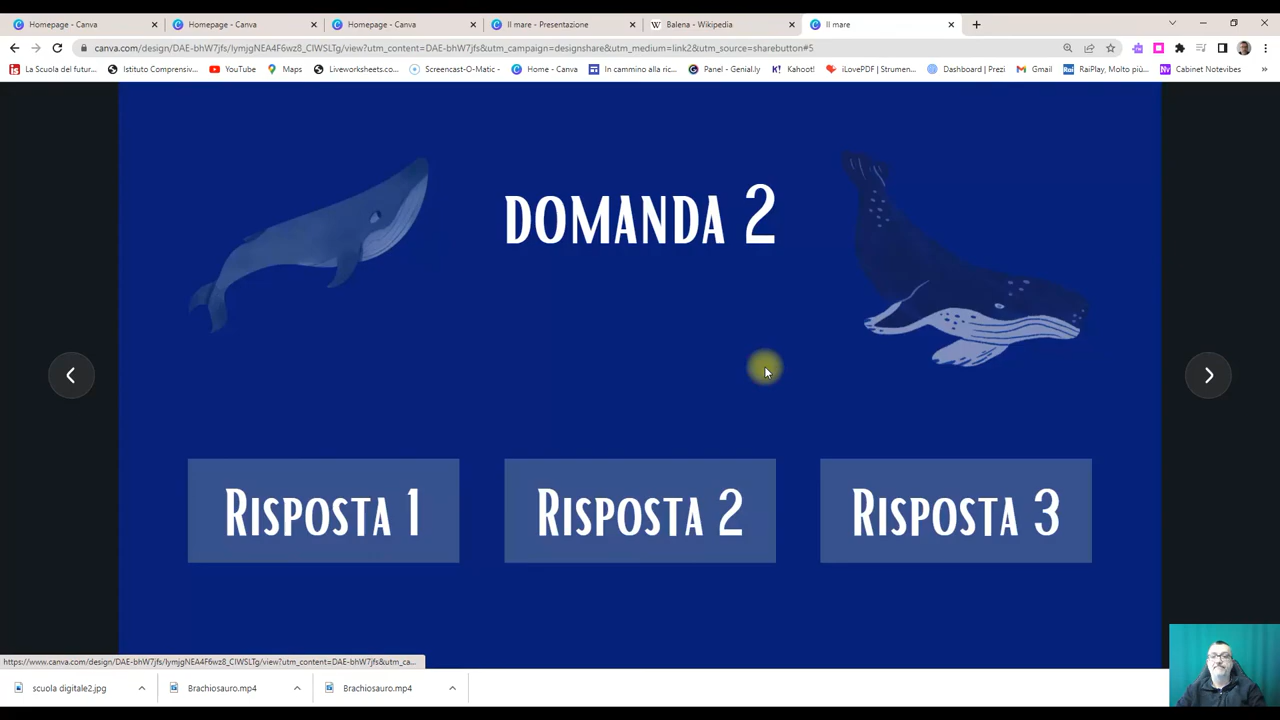 Homepage - Canva
Homepage - Canva
Homepage - Canva
Il mare - Presentazione
Balena - Wikipedia
Il mare
canva.com/design/DAE-bhW7jfs/lymjgNEA4F6wz8_CIWSLTg/view?utm_content=DAE-bhW7jfs&utm_campaign=designshare&utm_medium=link2&utm_source=sharebutton#5
La Scuola del futur...
Istituto Comprensiv...
YouTube
Maps
Liveworksheets.co...
Screencast-O-Matic -
Home - Canva
In cammino alla ric...
Panel - Genial.ly
Kahoot!
iLovePDF | Strumen...
Dashboard | Prezi
Gmail
RaiPlay, Molto più...
Cabinet Notevibes
DOMANDA 2
RISPOSTA 1
RISPOSTA 2
RISPOSTA 3
https://www.canva.com/design/DAE-bhW7jfs/lymjgNEA4F6wz8_CIWSLTg/view?utm_content=DAE-bhW7jfs&utm_ca...
scuola digitale2.jpg
Brachiosauro.mp4
Brachiosauro.mp4